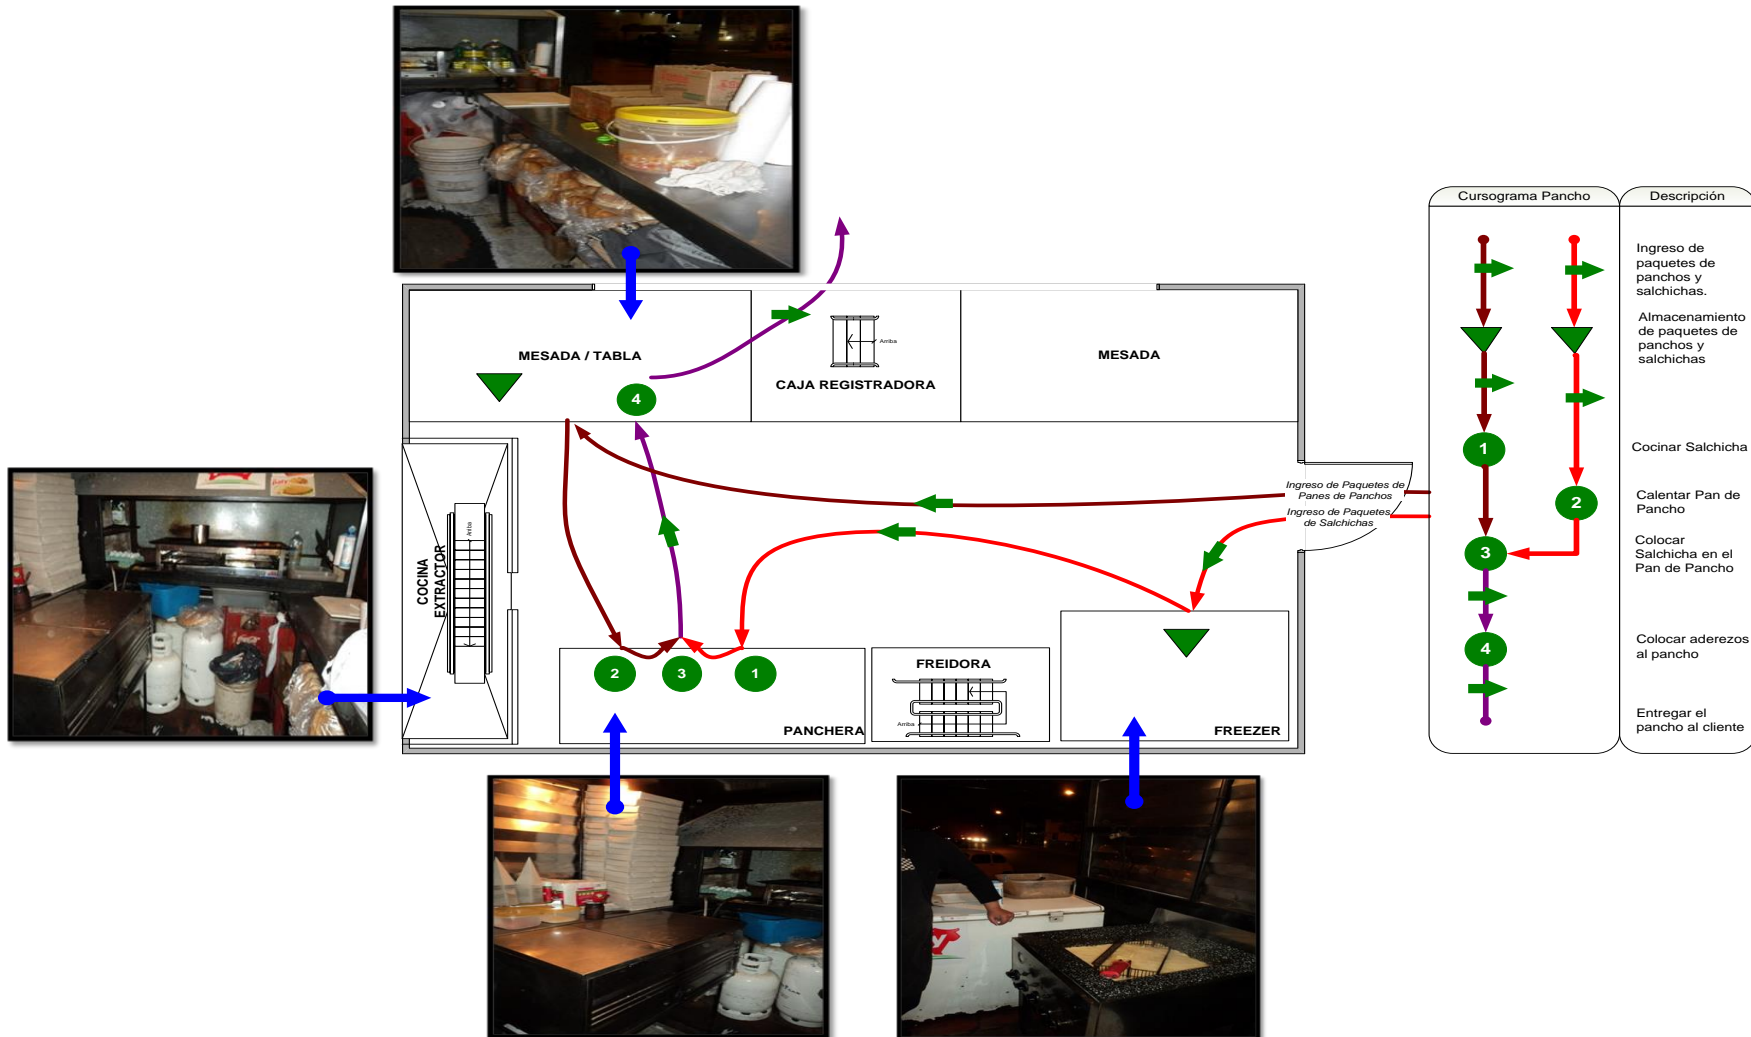 MESADA / TABLA
4
Arriba
CAJA REGISTRADORA
MESADA
COCINA
EXTRACTOR
Arriba
Ingreso de Paquetes de
Panes de Panchos
Ingreso de Paquetes
de Salchichas
2
3
1
PANCHERA
FREIDORA
Arriba
FREEZER
Cursograma Pancho
Descripción
Ingreso de
paquetes de
panchos y
salchichas.
Almacenamiento
de paquetes de
panchos y
salchichas
1
Cocinar Salchicha
2
Calentar Pan de
Pancho
3
Colocar
Salchicha en el
Pan de Pancho
4
Colocar aderezos
al pancho
Entregar el
pancho al cliente